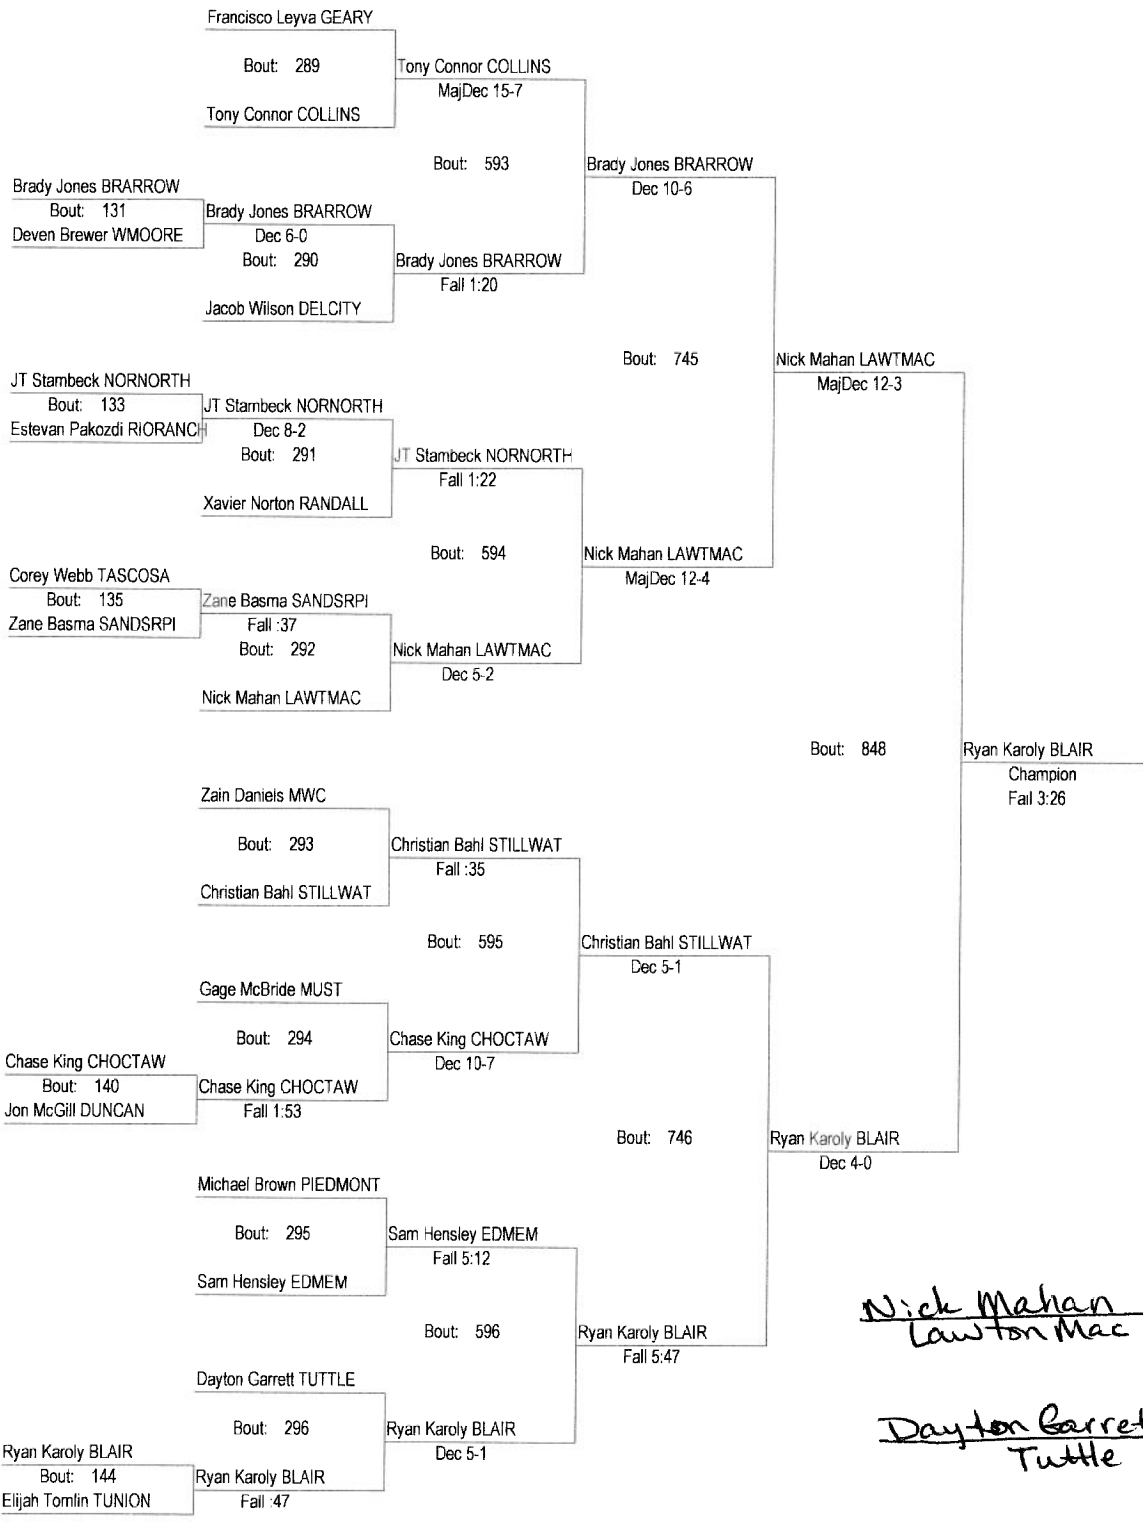 Francisco Leyva GEARY
Bout: 289
Tony Connor COLLINS
MajDec 15-7
Tony Connor COLLINS
Bout: 593
Brady Jones BRARROW
Dec 10-6
Brady Jones BRARROW
Bout: 131
Deven Brewer WMOORE
Brady Jones BRARROW
Dec 6-0
Bout: 290
Brady Jones BRARROW
Fall 1:20
Jacob Wilson DELCITY
Bout: 745
Nick Mahan LAWTMAC
MajDec 12-3
JT Stambeck NORNORTH
Bout: 133
Estevan Pakozdi RIORANCH
JT Stambeck NORNORTH
Dec 8-2
Bout: 291
JT Stambeck NORNORTH
Fall 1:22
Xavier Norton RANDALL
Bout: 594
Nick Mahan LAWTMAC
MajDec 12-4
Corey Webb TASCOSA
Bout: 135
Zane Basma SANDSRPI
Zane Basma SANDSRPI
Fall :37
Bout: 292
Nick Mahan LAWTMAC
Dec 5-2
Nick Mahan LAWTMAC
Bout: 848
Ryan Karoly BLAIR
Champion
Fall 3:26
Zain Daniels MWC
Bout: 293
Christian Bahl STILLWAT
Fall :35
Christian Bahl STILLWAT
Bout: 595
Christian Bahl STILLWAT
Dec 5-1
Gage McBride MUST
Bout: 294
Chase King CHOCTAW
Dec 10-7
Chase King CHOCTAW
Bout: 140
Jon McGill DUNCAN
Chase King CHOCTAW
Fall 1:53
Bout: 746
Ryan Karoly BLAIR
Dec 4-0
Michael Brown PIEDMONT
Bout: 295
Sam Hensley EDMEM
Fall 5:12
Sam Hensley EDMEM
Bout: 596
Ryan Karoly BLAIR
Fall 5:47
Dayton Garrett TUTTLE
Bout: 296
Ryan Karoly BLAIR
Dec 5-1
Ryan Karoly BLAIR
Bout: 144
Elijah Tomlin TUNION
Ryan Karoly BLAIR
Fall :47
Nick Mahan
Lawton Mac
Dayton Garret
Tuttle